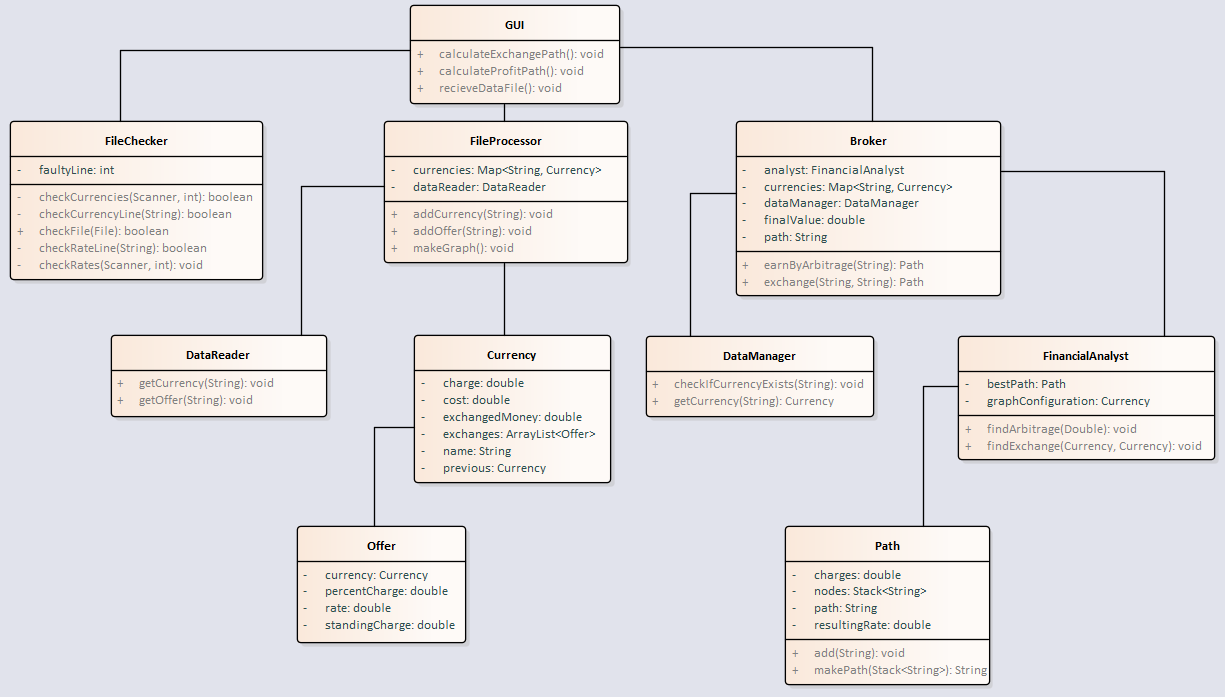 GUI
+ calculateExchangePath(): void
+ calculateProfitPath(): void
+ recieveDataFile(): void
FileChecker
- faultyLine: int
- checkCurrencies(Scanner, int): boolean
- checkCurrencyLine(String): boolean
+ checkFile(File): boolean
- checkRateLine(String): boolean
- checkRates(Scanner, int): void
FileProcessor
- currencies: Map<String, Currency>
- dataReader: DataReader
+ addCurrency(String): void
+ addOffer(String): void
+ makeGraph(): void
Broker
- analyst: FinancialAnalyst
- currencies: Map<String, Currency>
- dataManager: DataManager
- finalValue: double
- path: String
+ earnByArbitrage(String): Path
+ exchange(String, String): Path
DataReader
+ getCurrency(String): void
+ getOffer(String): void
Currency
- charge: double
- cost: double
- exchangedMoney: double
- exchanges: ArrayList<Offer>
- name: String
- previous: Currency
DataManager
+ checkIfCurrencyExists(String): void
+ getCurrency(String): Currency
FinancialAnalyst
- bestPath: Path
- graphConfiguration: Currency
+ findArbitrage(Double): void
+ findExchange(Currency, Currency): void
Offer
- currency: Currency
- percentCharge: double
- rate: double
- standingCharge: double
Path
- charges: double
- nodes: Stack<String>
- path: String
- resultingRate: double
+ add(String): void
+ makePath(Stack<String>): String